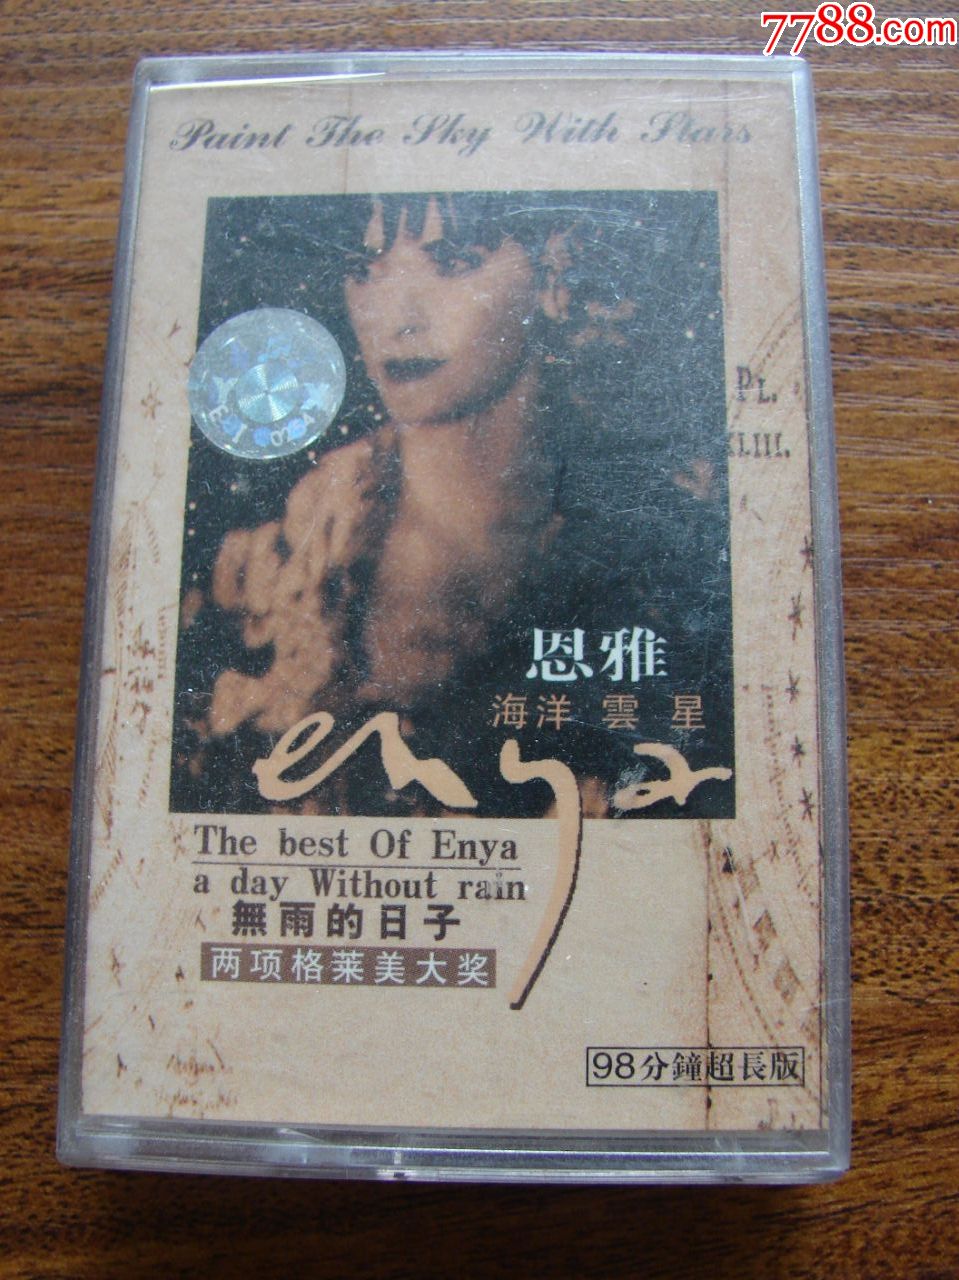 7788.com
Paint The Sky With Stars
PL.
XLIII.
恩雅
海洋 雲 星
enya
The best Of Enya
a day Without rain
無雨的日子
两项格莱美大奖
98分鐘超長版